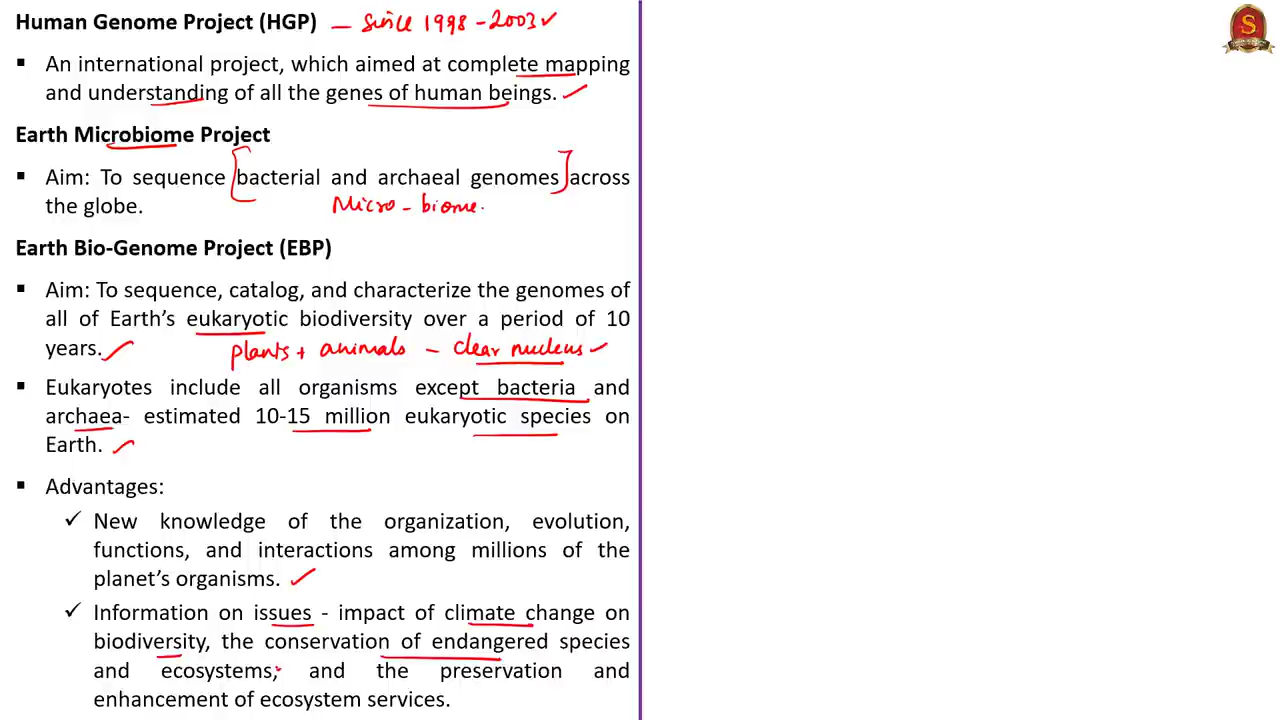 Human Genome Project (HGP) – Since 1998 - 2003 ✓
▪ An international project, which aimed at complete mapping
and understanding of all the genes of human beings.
Earth Microbiome Project
▪ Aim: To sequence [bacterial and archaeal genomes] across
the globe.
Micro - biome.
Earth Bio-Genome Project (EBP)
▪ Aim: To sequence, catalog, and characterize the genomes of
all of Earth's eukaryotic biodiversity over a period of 10
years.
plants + animals – clear nucleus
▪ Eukaryotes include all organisms except bacteria and
archaea- estimated 10-15 million eukaryotic species on
Earth.
▪ Advantages:
✓ New knowledge of the organization, evolution,
functions, and interactions among millions of the
planet's organisms.
✓ Information on issues - impact of climate change on
biodiversity, the conservation of endangered species
and ecosystems; and the preservation and
enhancement of ecosystem services.
S